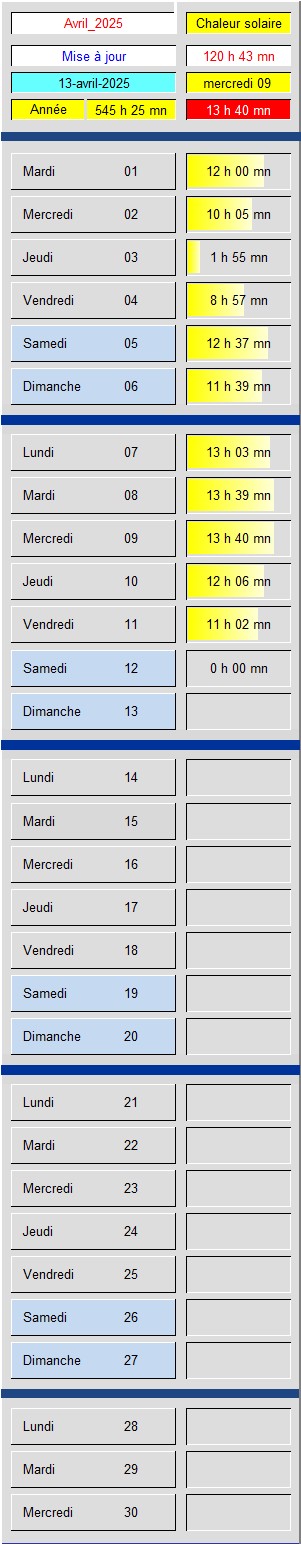 Avril_2025 Chaleur solaire
Mise à jour 120 h 43 mn
13-avril-2025 mercredi 09
Année 545 h 25 mn 13 h 40 mn
Mardi 01 12 h 00 mn
Mercredi 02 10 h 05 mn
Jeudi 03 1 h 55 mn
Vendredi 04 8 h 57 mn
Samedi 05 12 h 37 mn
Dimanche 06 11 h 39 mn
Lundi 07 13 h 03 mn
Mardi 08 13 h 39 mn
Mercredi 09 13 h 40 mn
Jeudi 10 12 h 06 mn
Vendredi 11 11 h 02 mn
Samedi 12 0 h 00 mn
Dimanche 13
Lundi 14
Mardi 15
Mercredi 16
Jeudi 17
Vendredi 18
Samedi 19
Dimanche 20
Lundi 21
Mardi 22
Mercredi 23
Jeudi 24
Vendredi 25
Samedi 26
Dimanche 27
Lundi 28
Mardi 29
Mercredi 30